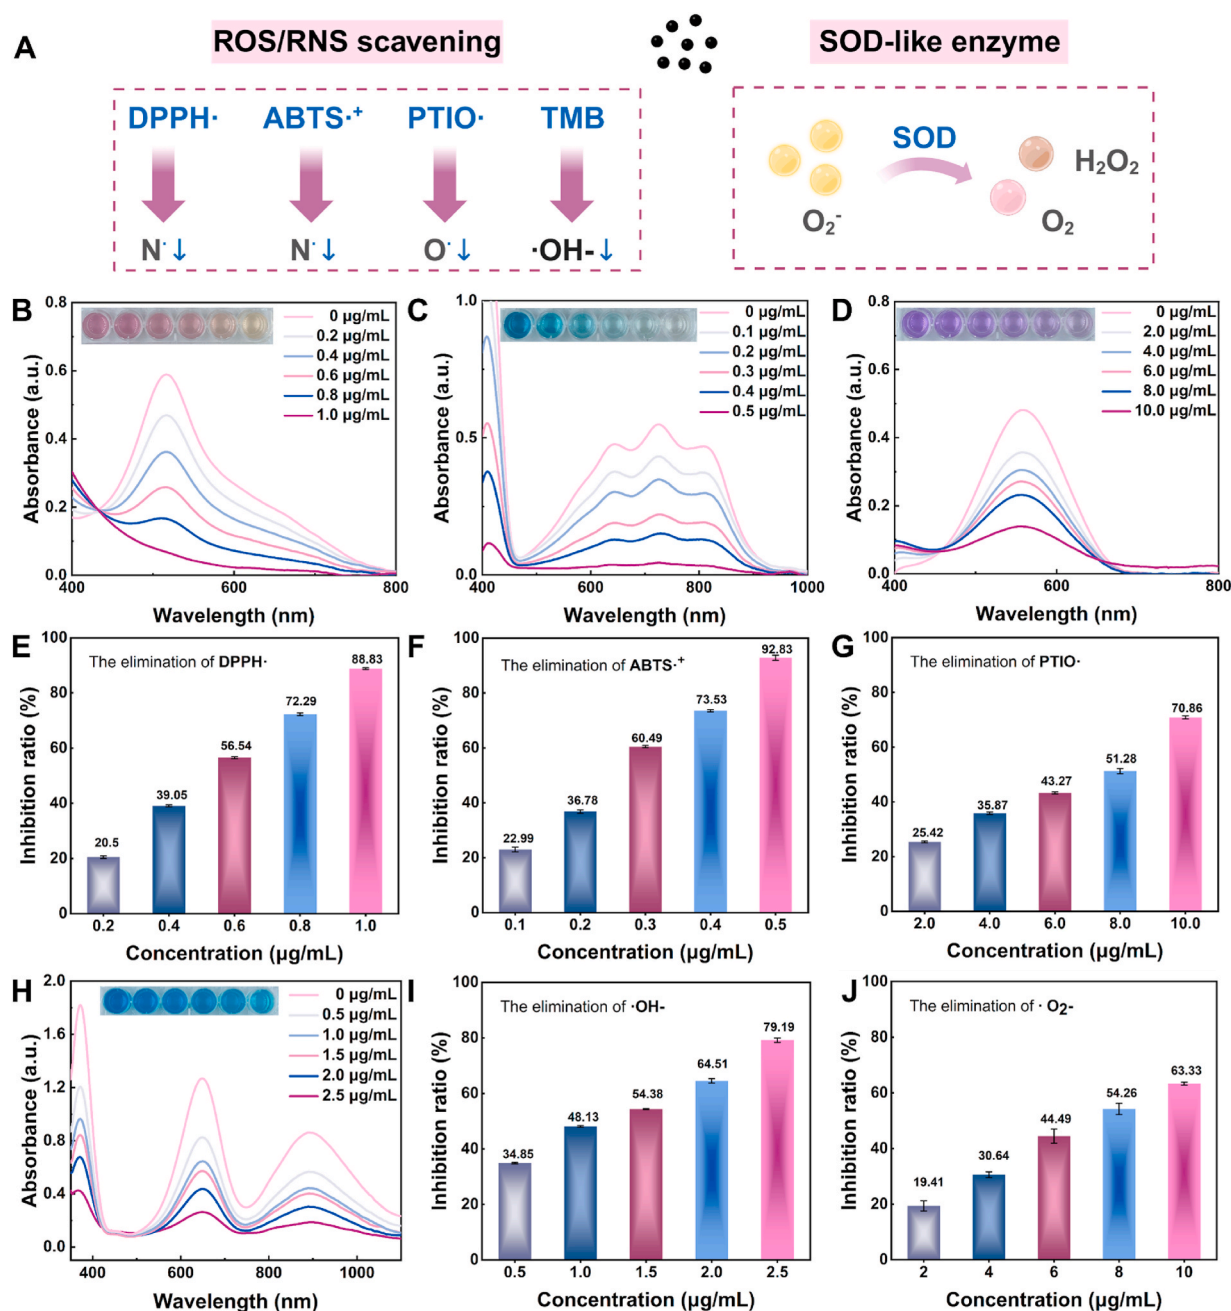 A
ROS/RNS scavening
SOD-like enzyme
DPPH· ABTS·⁺ PTIO· TMB
N· ↓ N· ↓ O· ↓ ·OH- ↓
SOD
O₂⁻
H₂O₂
O₂
B
0.8
0.6
0.4
0.2
0.0
400 600 800
Absorbance (a.u.)
Wavelength (nm)
0 μg/mL
0.2 μg/mL
0.4 μg/mL
0.6 μg/mL
0.8 μg/mL
1.0 μg/mL
C
1.0
0.5
0.0
400 500 600 700 800 900 1000
Absorbance (a.u.)
Wavelength (nm)
0 μg/mL
0.1 μg/mL
0.2 μg/mL
0.3 μg/mL
0.4 μg/mL
0.5 μg/mL
D
0.8
0.6
0.4
0.2
0.0
400 600 800
Absorbance (a.u.)
Wavelength (nm)
0 μg/mL
2.0 μg/mL
4.0 μg/mL
6.0 μg/mL
8.0 μg/mL
10.0 μg/mL
E
The elimination of DPPH·
100
80
60
40
20
0
Inhibition ratio (%)
20.5
39.05
56.54
72.29
88.83
0.2 0.4 0.6 0.8 1.0
Concentration (μg/mL)
F
The elimination of ABTS·⁺
100
80
60
40
20
0
Inhibition ratio (%)
22.99
36.78
60.49
73.53
92.83
0.1 0.2 0.3 0.4 0.5
Concentration (μg/mL)
G
The elimination of PTIO·
100
80
60
40
20
0
Inhibition ratio (%)
25.42
35.87
43.27
51.28
70.86
2.0 4.0 6.0 8.0 10.0
Concentration (μg/mL)
H
2.0
1.6
1.2
0.8
0.4
0.0
400 600 800 1000
Absorbance (a.u.)
Wavelength (nm)
0 μg/mL
0.5 μg/mL
1.0 μg/mL
1.5 μg/mL
2.0 μg/mL
2.5 μg/mL
I
The elimination of ·OH-
100
80
60
40
20
0
Inhibition ratio (%)
34.85
48.13
54.38
64.51
79.19
0.5 1.0 1.5 2.0 2.5
Concentration (μg/mL)
J
The elimination of · O₂-
100
80
60
40
20
0
Inhibition ratio (%)
19.41
30.64
44.49
54.26
63.33
2 4 6 8 10
Concentration (μg/mL)